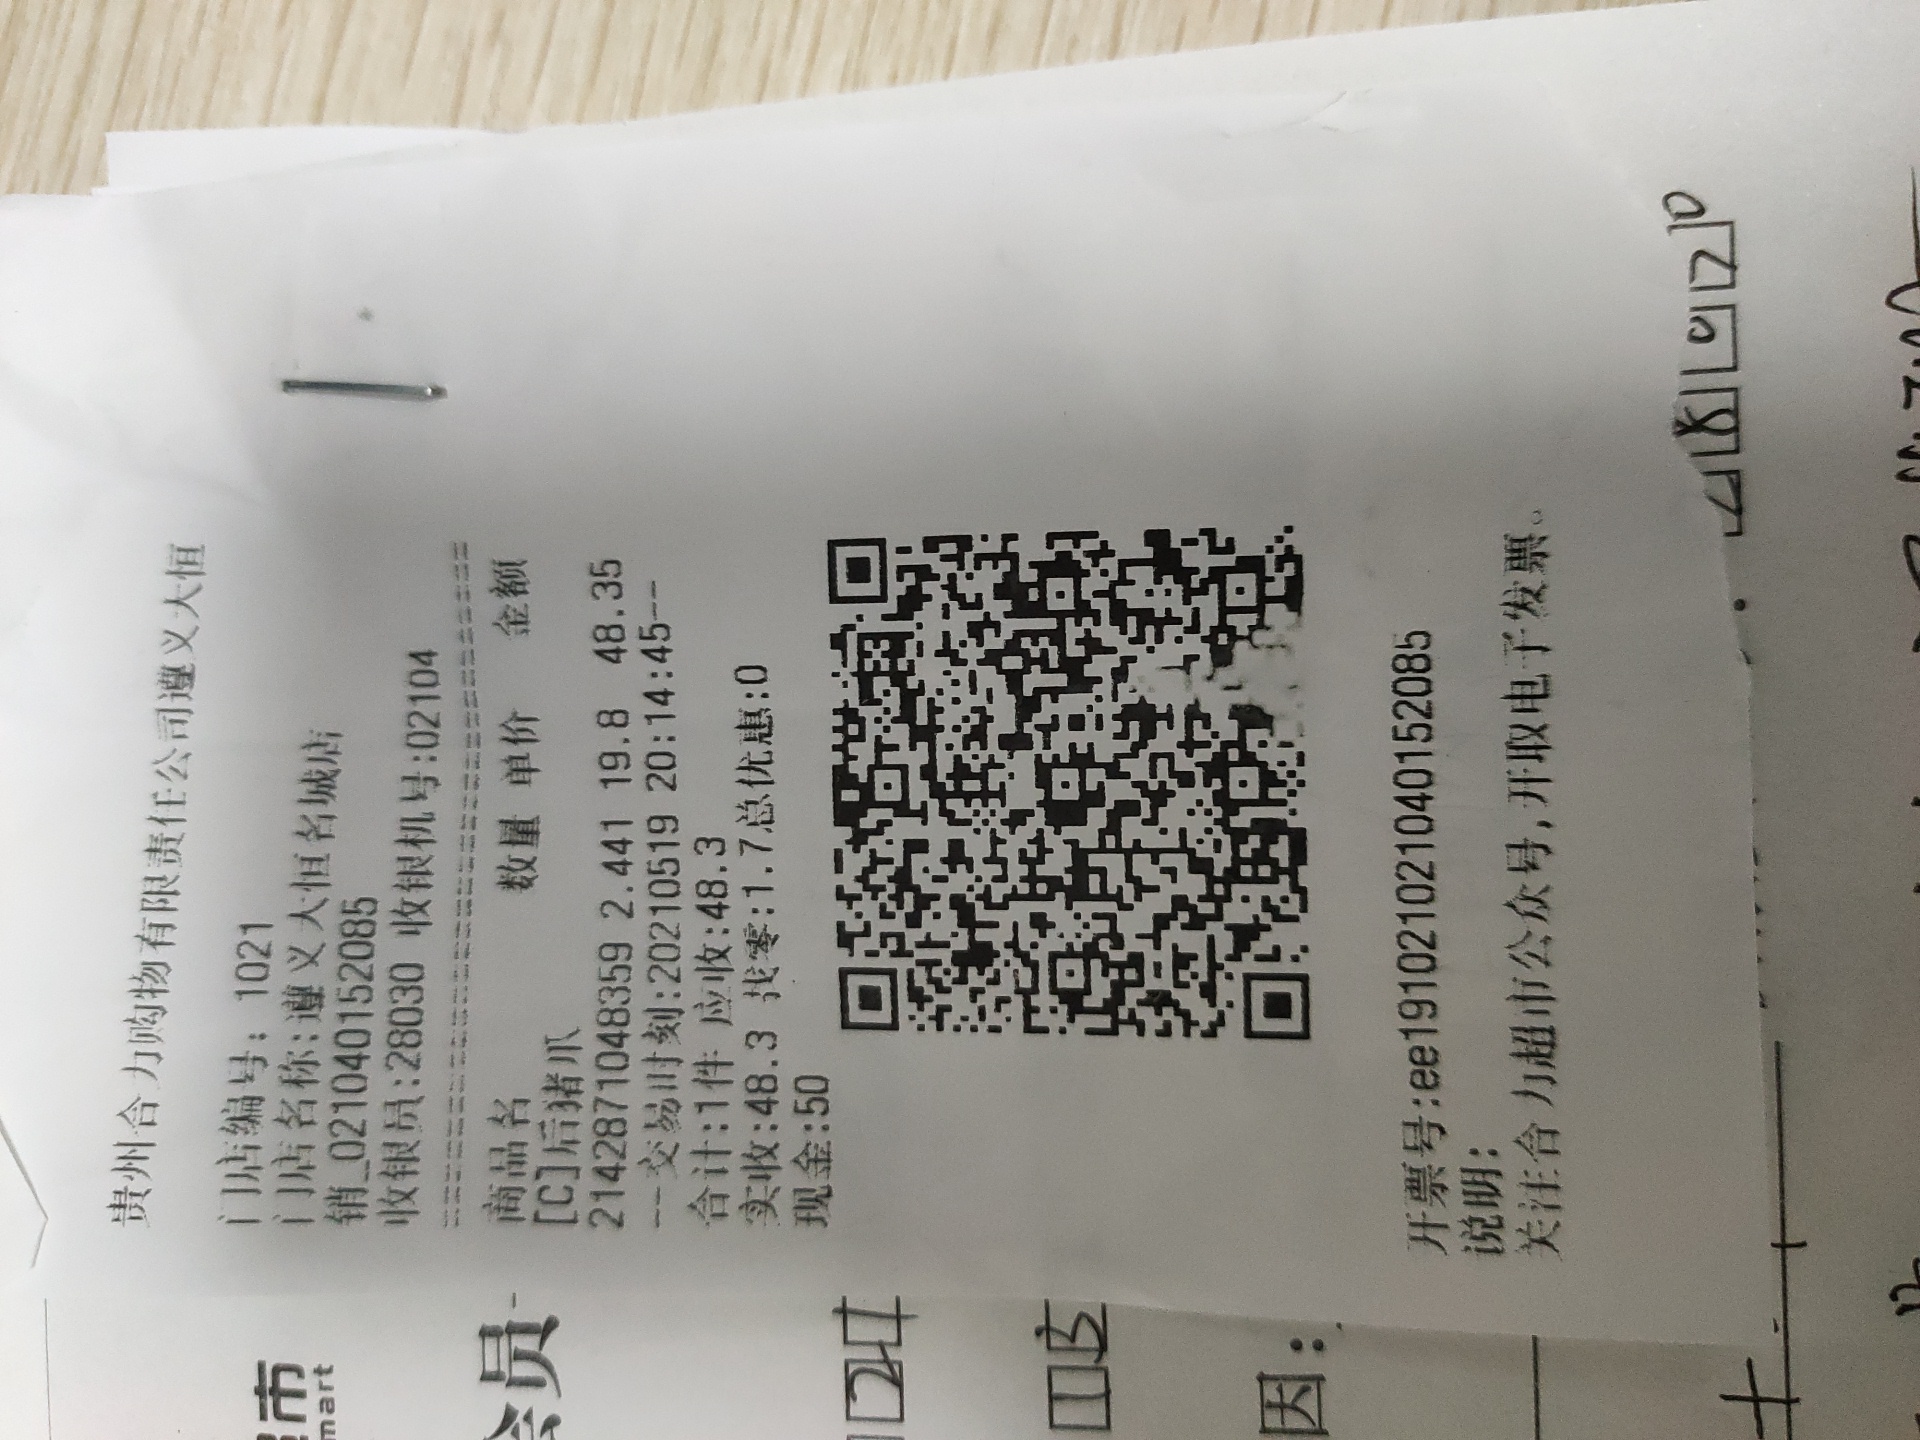 贵州合力购物有限责任公司遵义大恒
门店编号: 1021
门店名称:遵义大恒名城店
销_021040152085
收银员:28030 收银机号:02104
商品名 数量 单价 金额
[C]后猪爪
2142871048359 2.441 19.8 48.35
---交易时刻:20210519 20:14:45---
合计:1件 应收:48.3
实收:48.3 找零:1.7总优惠:0
现金:50
开票号:ee191021021040152085
说明:
关注合力超市公众号,开取电子发票。
市
mart
员
因: